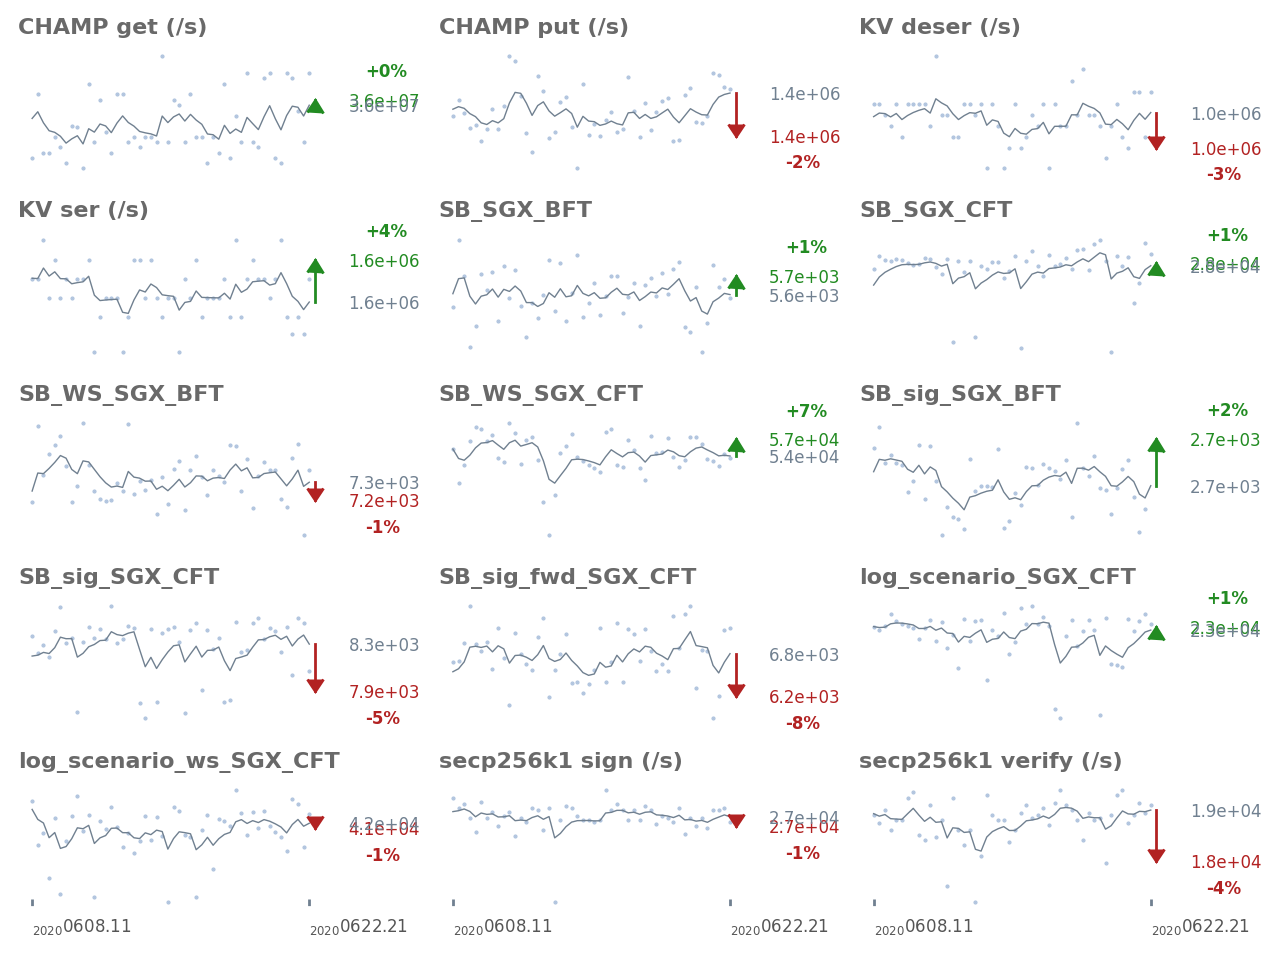 CHAMP get (/s)
+0%
3.6e+07
3.6e+07
CHAMP put (/s)
1.4e+06
1.4e+06
-2%
KV deser (/s)
1.0e+06
1.0e+06
-3%
KV ser (/s)
+4%
1.6e+06
1.6e+06
SB_SGX_BFT
+1%
5.7e+03
5.6e+03
SB_SGX_CFT
+1%
2.8e+04
2.8e+04
SB_WS_SGX_BFT
7.3e+03
7.2e+03
-1%
SB_WS_SGX_CFT
+7%
5.7e+04
5.4e+04
SB_sig_SGX_BFT
+2%
2.7e+03
2.7e+03
SB_sig_SGX_CFT
8.3e+03
7.9e+03
-5%
SB_sig_fwd_SGX_CFT
6.8e+03
6.2e+03
-8%
log_scenario_SGX_CFT
+1%
2.3e+04
2.3e+04
log_scenario_ws_SGX_CFT
4.2e+04
4.1e+04
-1%
2020 0608.11
2020 0622.21
secp256k1 sign (/s)
2.7e+04
2.7e+04
-1%
2020 0608.11
2020 0622.21
secp256k1 verify (/s)
1.9e+04
1.8e+04
-4%
2020 0608.11
2020 0622.21